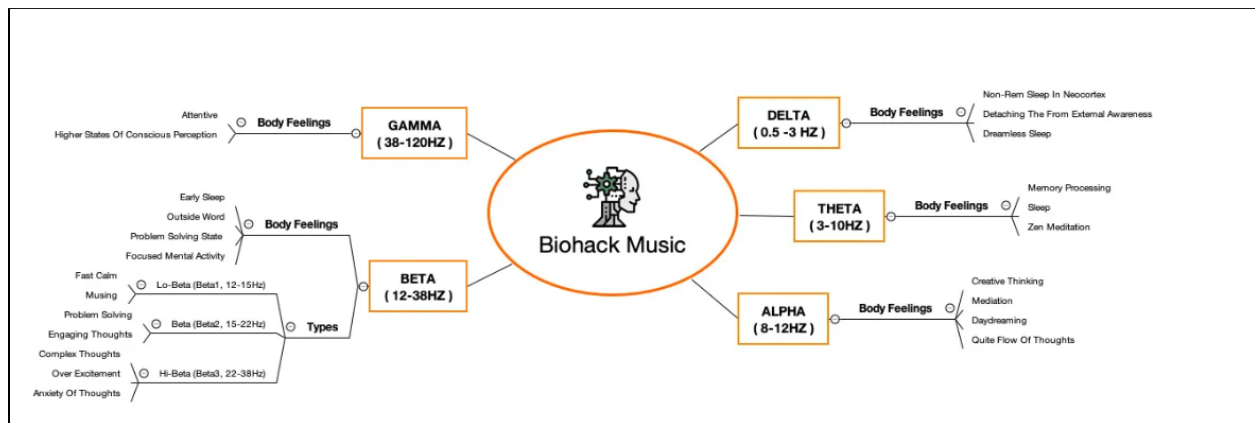 Biohack Music
GAMMA
( 38-120HZ )
Body Feelings
Attentive
Higher States Of Conscious Perception
BETA
( 12-38HZ )
Body Feelings
Early Sleep
Outside Word
Problem Solving State
Focused Mental Activity
Types
Lo-Beta (Beta1, 12-15Hz)
Fast Calm
Musing
Beta (Beta2, 15-22Hz)
Problem Solving
Engaging Thoughts
Hi-Beta (Beta3, 22-38Hz)
Complex Thoughts
Over Excitement
Anxiety Of Thoughts
DELTA
( 0.5 -3 HZ )
Body Feelings
Non-Rem Sleep In Neocortex
Detaching The From External Awareness
Dreamless Sleep
THETA
( 3-10HZ )
Body Feelings
Memory Processing
Sleep
Zen Meditation
ALPHA
( 8-12HZ )
Body Feelings
Creative Thinking
Mediation
Daydreaming
Quite Flow Of Thoughts